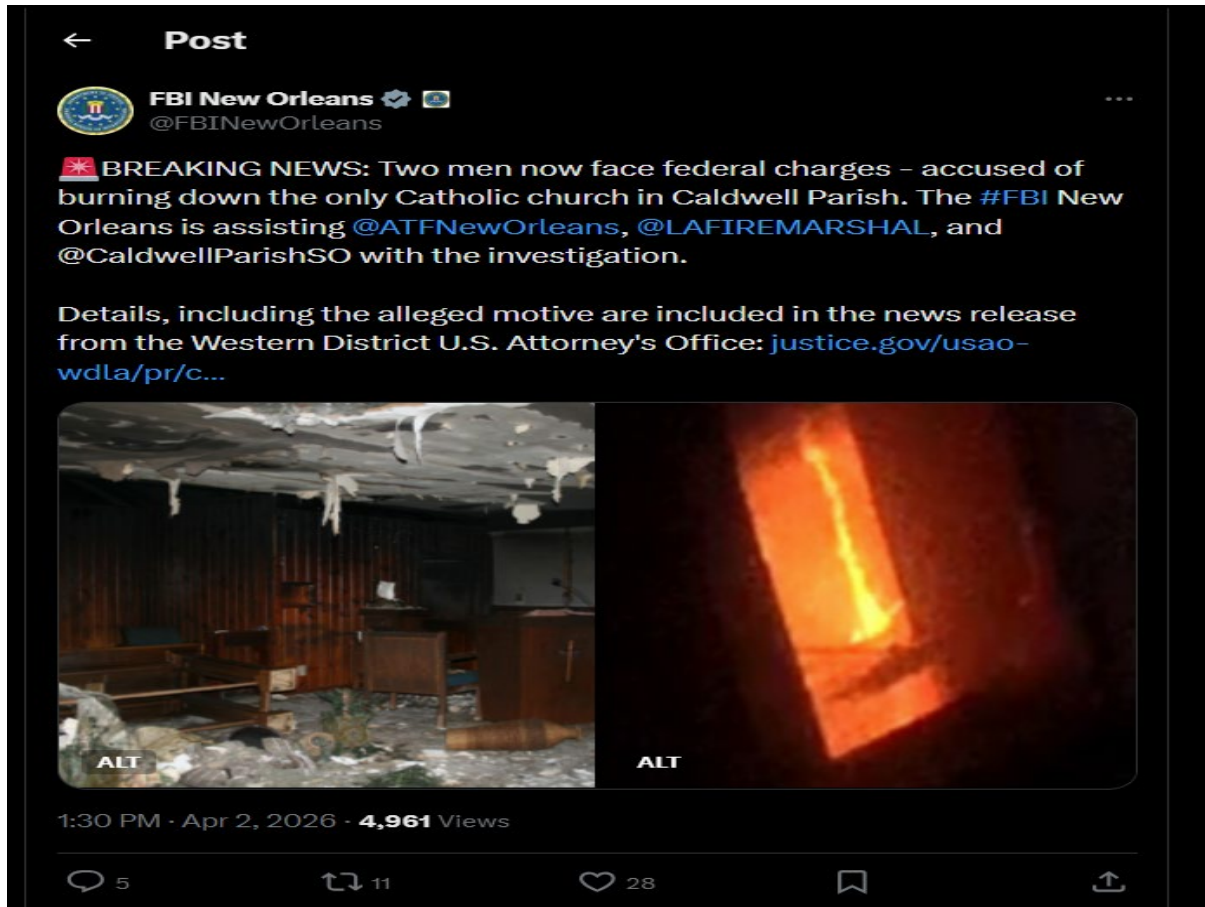 Post
FBI New Orleans
@FBINewOrleans
🚨BREAKING NEWS: Two men now face federal charges – accused of
burning down the only Catholic church in Caldwell Parish. The #FBI New
Orleans is assisting @ATFNewOrleans, @LAFIREMARSHAL, and
@CaldwellParishSO with the investigation.
Details, including the alleged motive are included in the news release
from the Western District U.S. Attorney's Office: justice.gov/usao-
wdla/pr/c...
ALT
ALT
1:30 PM · Apr 2, 2026 · 4,961 Views
5 11 28